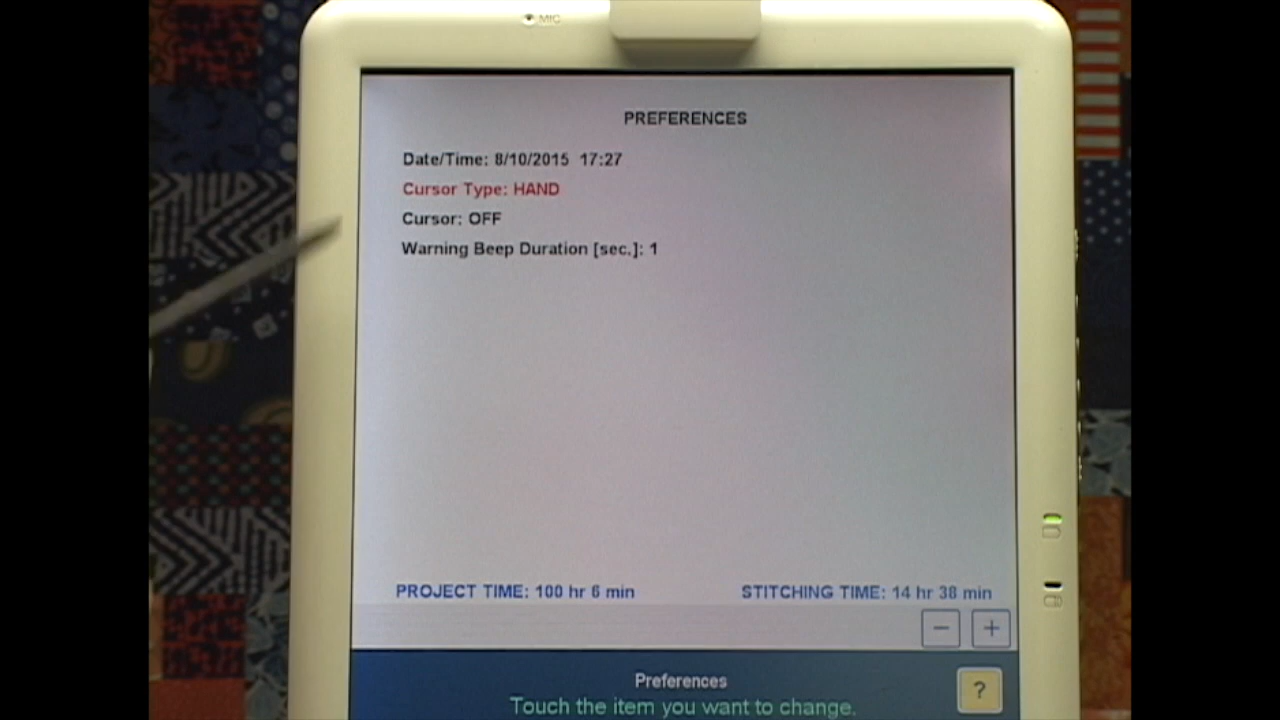 MIC
PREFERENCES
Date/Time: 8/10/2015 17:27
Cursor Type: HAND
Cursor: OFF
Warning Beep Duration [sec.]: 1
PROJECT TIME: 100 hr 6 min STITCHING TIME: 14 hr 38 min
− +
Preferences ?
Touch the item you want to change.